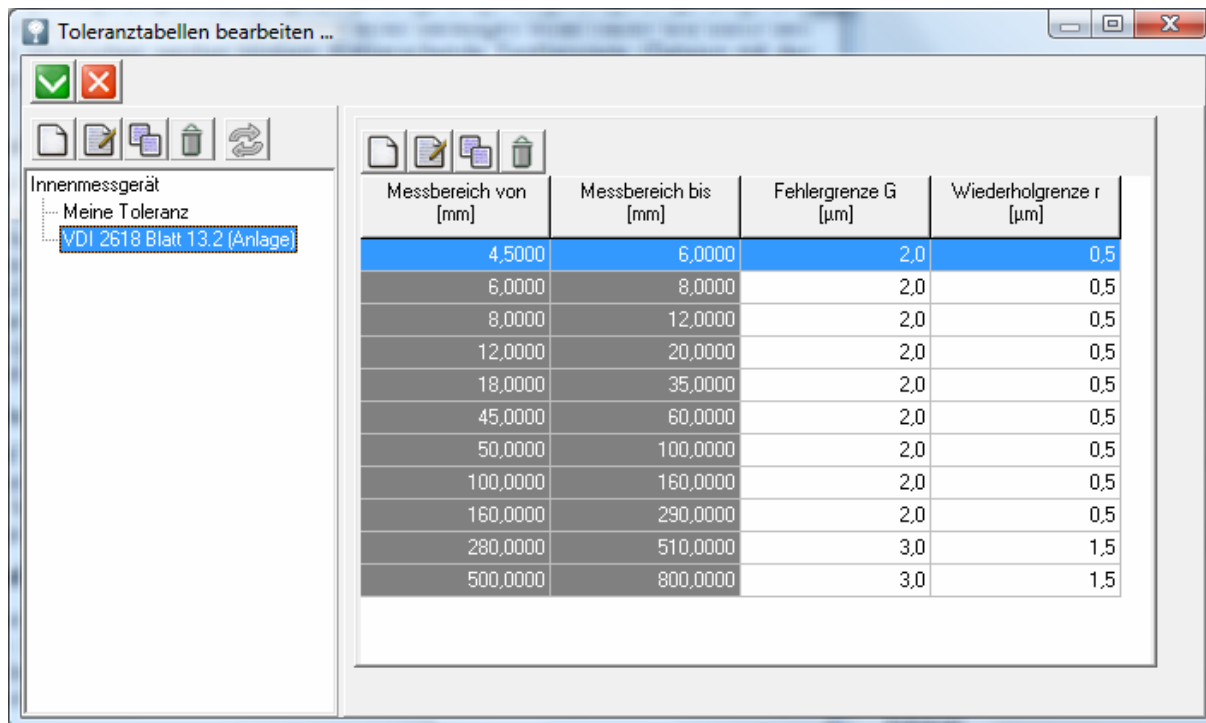 Toleranztabellen bearbeiten ...
Innenmessgerät
Meine Toleranz
VDI 2618 Blatt 13.2 (Anlage)
Messbereich von [mm] Messbereich bis [mm] Fehlergrenze G [µm] Wiederholgrenze r [µm]
4,5000 6,0000 2,0 0,5
6,0000 8,0000 2,0 0,5
8,0000 12,0000 2,0 0,5
12,0000 20,0000 2,0 0,5
18,0000 35,0000 2,0 0,5
45,0000 60,0000 2,0 0,5
50,0000 100,0000 2,0 0,5
100,0000 160,0000 2,0 0,5
160,0000 290,0000 2,0 0,5
280,0000 510,0000 3,0 1,5
500,0000 800,0000 3,0 1,5